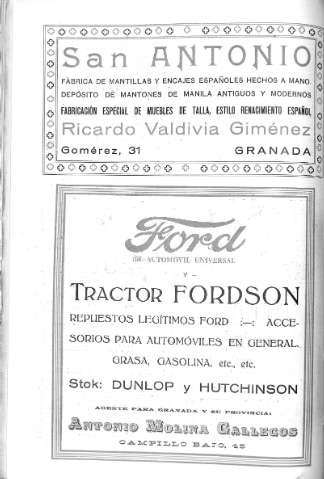 San ANTONIO
FÁBRICA DE MANTILLAS Y ENCAJES ESPAÑOLES HECHOS A MANO.
DEPÓSITO DE MANTONES DE MANILA ANTIGUOS Y MODERNOS
FABRICACIÓN ESPECIAL DE MUEBLES DE TALLA, ESTILO RENACIMIENTO ESPAÑOL
Ricardo Valdivia Giménez
Gomérez, 31 GRANADA
Ford
EL AUTOMÓVIL UNIVERSAL
Y
TRACTOR FORDSON
REPUESTOS LEGÍTIMOS FORD :—: ACCE-
SORIOS PARA AUTOMÓVILES EN GENERAL.
GRASA, GASOLINA, etc., etc.
Stok: DUNLOP y HUTCHINSON
AGENTE PARA GRANADA Y SU PROVINCIA:
ANTONIO MOLINA GALLEGOS
CAMPILLO BAJO, 45